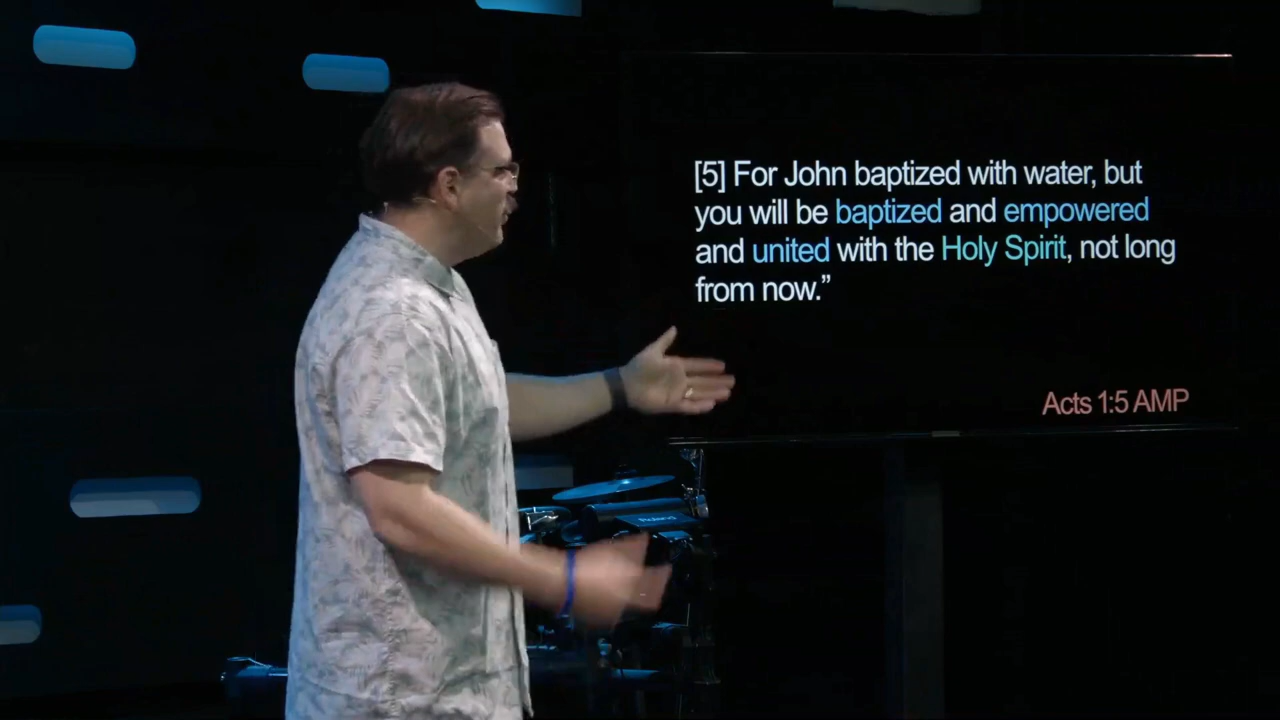 [5] For John baptized with water, but
you will be baptized and empowered
and united with the Holy Spirit, not long
from now.”
Acts 1:5 AMP
Roland